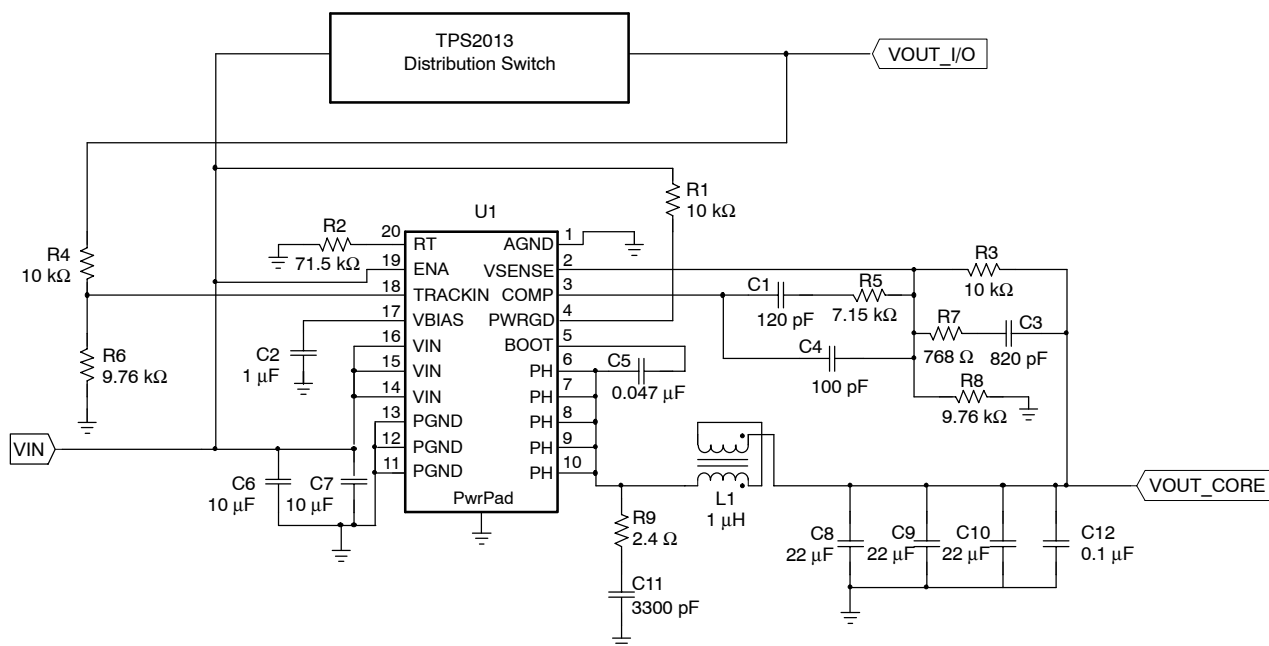 TPS2013
Distribution Switch
VOUT_I/O
R1
10 kΩ
U1
R2
71.5 kΩ
R4
10 kΩ
R6
9.76 kΩ
C2
1 μF
20 RT
19 ENA
18 TRACKIN
17 VBIAS
16 VIN
15 VIN
14 VIN
13 PGND
12 PGND
11 PGND
AGND 1
VSENSE 2
COMP 3
PWRGD 4
BOOT 5
PH 6
PH 7
PH 8
PH 9
PH 10
PwrPad
C1
120 pF
R5
7.15 kΩ
R3
10 kΩ
R7
768 Ω
C3
820 pF
C4
100 pF
R8
9.76 kΩ
C5
0.047 μF
VIN
C6
10 μF
C7
10 μF
L1
1 μH
VOUT_CORE
R9
2.4 Ω
C11
3300 pF
C8
22 μF
C9
22 μF
C10
22 μF
C12
0.1 μF